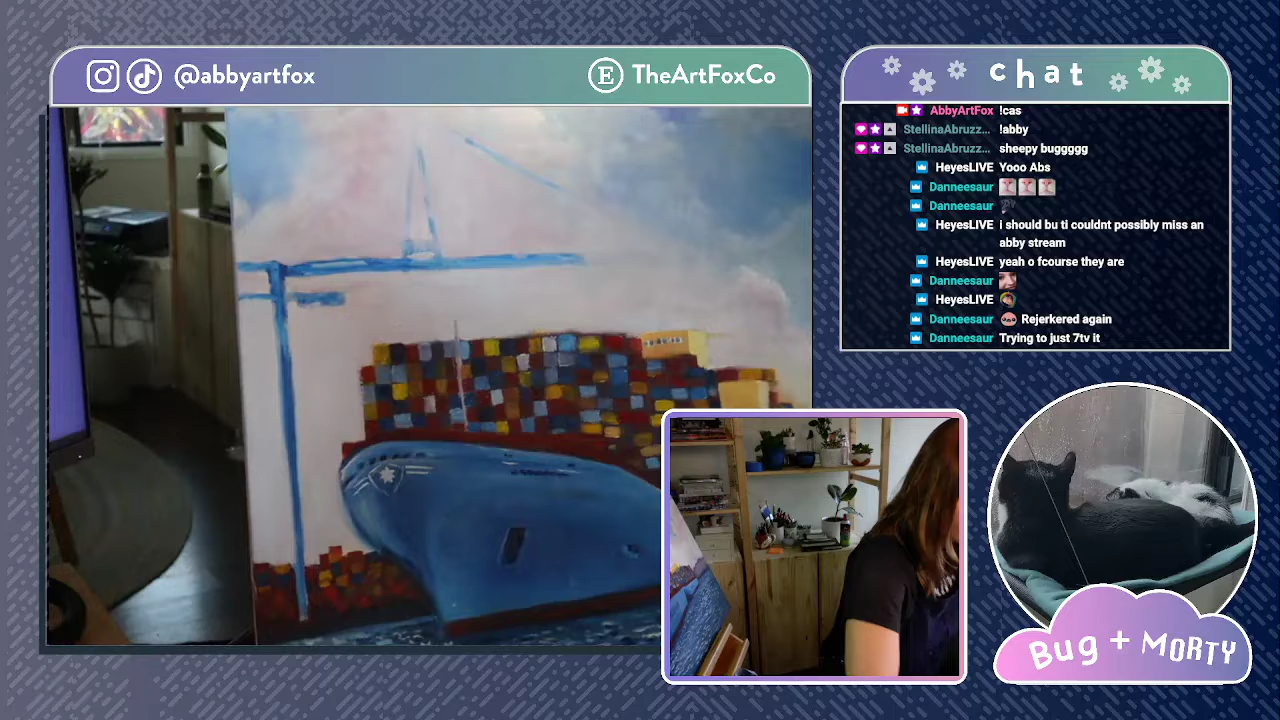 @abbyartfox
TheArtFoxCo
chat
AbbyArtFox !cas
StellinaAbruzz... !abby
StellinaAbruzz... sheepy buggggg
HeyesLIVE Yooo Abs
Danneesaur
Danneesaur
HeyesLIVE i should bu ti couldnt possibly miss an
abby stream
HeyesLIVE yeah o fcourse they are
Danneesaur
HeyesLIVE
Danneesaur Rejerkered again
Danneesaur Trying to just 7tv it
Bug + MORTY